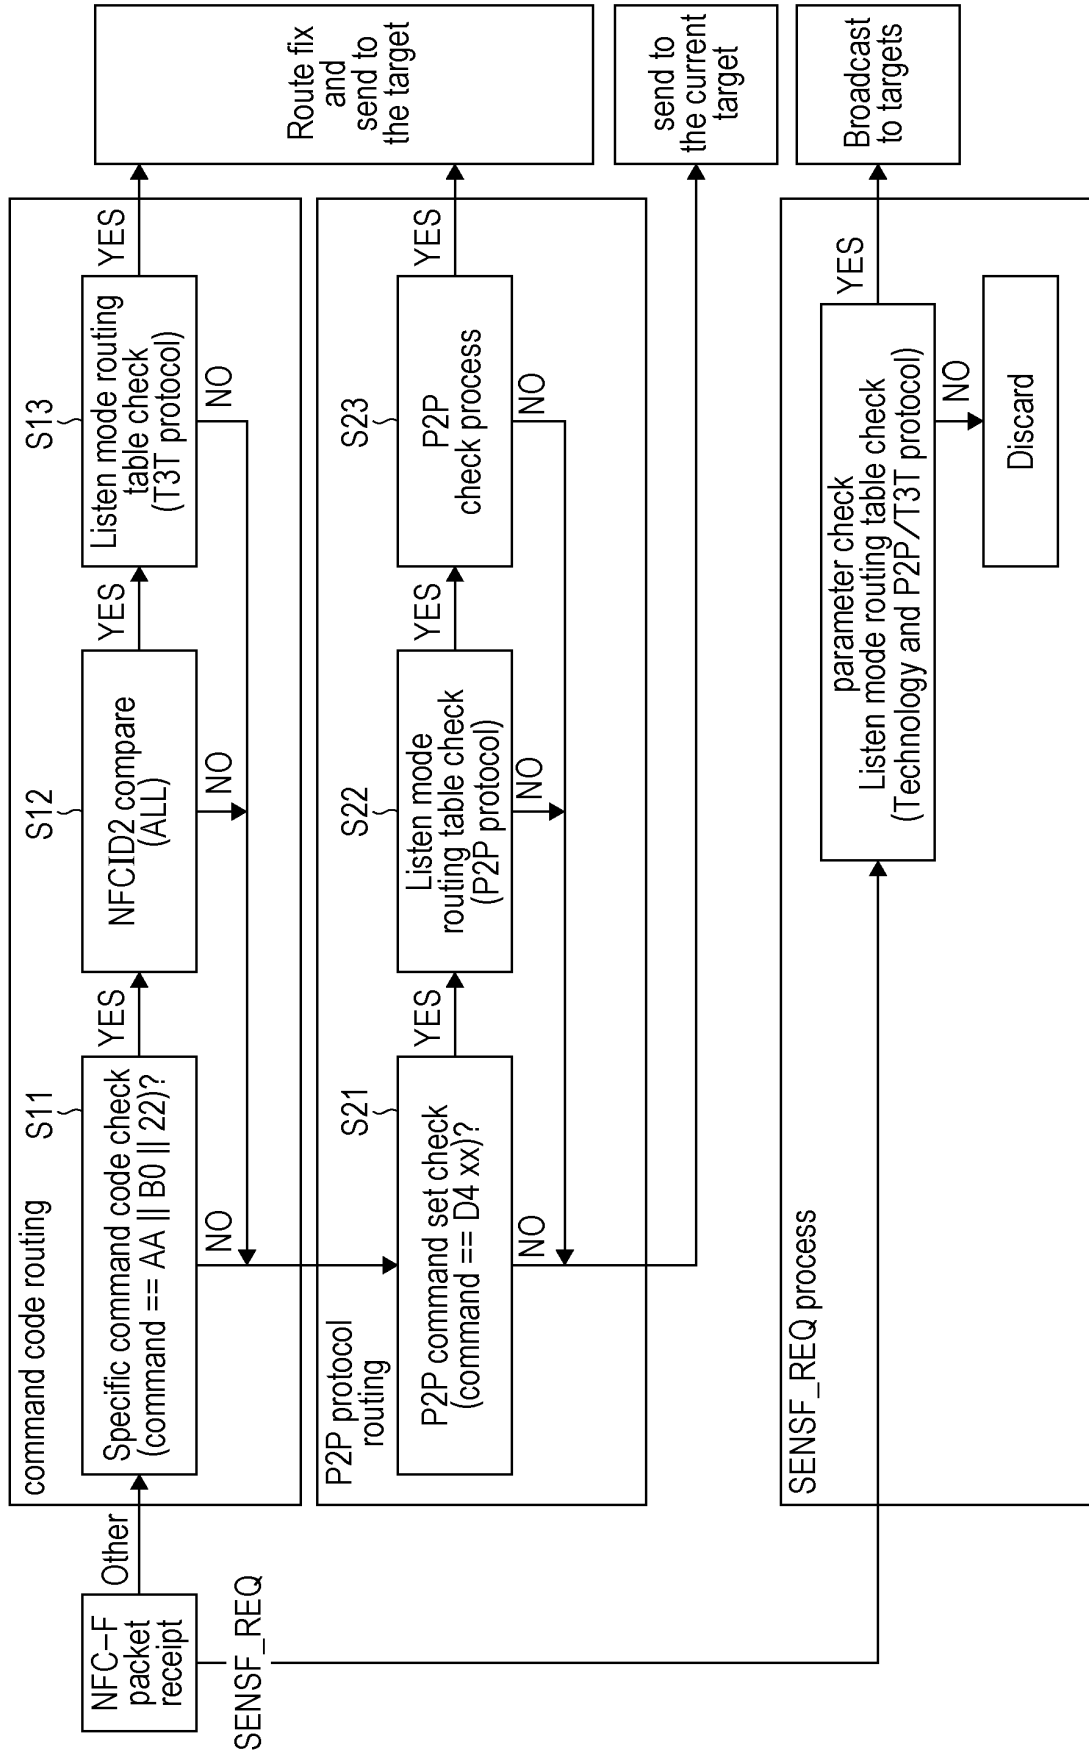 NFC-F
packet
receipt
Other
SENSF_REQ
command code routing
S11
Specific command code check
(command == AA || B0 || 22)?
YES
NO
S12
NFCID2 compare
(ALL)
YES
NO
S13
Listen mode routing
table check
(T3T protocol)
YES
NO
Route fix
and
send to
the target
P2P protocol
routing
S21
P2P command set check
(command == D4 xx)?
YES
NO
S22
Listen mode
routing table check
(P2P protocol)
YES
NO
S23
P2P
check process
YES
NO
send to
the current
target
SENSF_REQ process
parameter check
Listen mode routing table check
(Technology and P2P/T3T protocol)
YES
NO
Discard
Broadcast
to targets